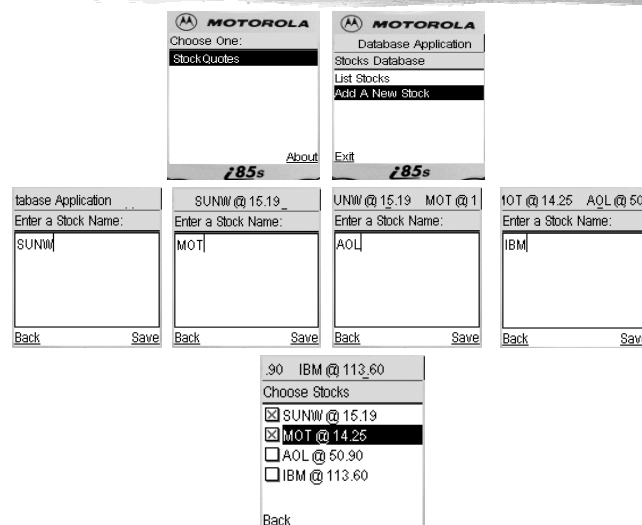 MOTOROLA
Choose One:
StockQuotes
About
i85s
MOTOROLA
Database Application
Stocks Database
List Stocks
Add A New Stock
Exit
i85s
tabase Application
Enter a Stock Name:
SUNW
Back Save
SUNW @ 15.19
Enter a Stock Name:
MOT
Back Save
UNW @ 15.19 MOT @ 1
Enter a Stock Name:
AOL
Back Save
1OT @ 14.25 AOL @ 50
Enter a Stock Name:
IBM
Back Save
.90 IBM @ 113.60
Choose Stocks
SUNW @ 15.19
MOT @ 14.25
AOL @ 50.90
IBM @ 113.60
Back